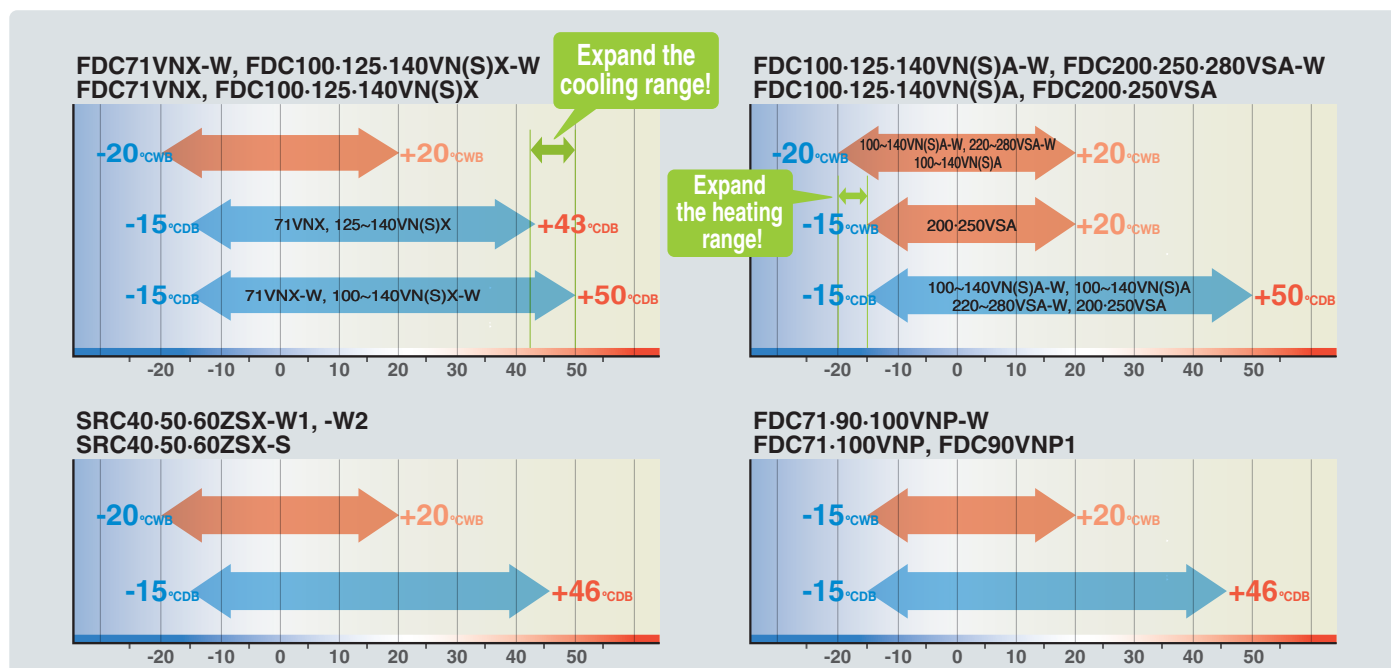 FDC71VNX-W, FDC100·125·140VN(S)X-W
FDC71VNX, FDC100·125·140VN(S)X
Expand the
cooling range!
-20°CWB
+20°CWB
-15°CDB
71VNX, 125~140VN(S)X
+43°CDB
-15°CDB
71VNX-W, 100~140VN(S)X-W
+50°CDB
-20 -10 0 10 20 30 40 50
FDC100·125·140VN(S)A-W, FDC200·250·280VSA-W
FDC100·125·140VN(S)A, FDC200·250VSA
-20°CWB
100~140VN(S)A-W, 220~280VSA-W
100~140VN(S)A
+20°CWB
Expand
the heating
range!
-15°CWB
200·250VSA
+20°CWB
-15°CDB
100~140VN(S)A-W, 100~140VN(S)A
220~280VSA-W, 200·250VSA
+50°CDB
-20 -10 0 10 20 30 40 50
SRC40·50·60ZSX-W1, -W2
SRC40·50·60ZSX-S
-20°CWB
+20°CWB
-15°CDB
+46°CDB
-20 -10 0 10 20 30 40 50
FDC71·90·100VNP-W
FDC71·100VNP, FDC90VNP1
-15°CWB
+20°CWB
-15°CDB
+46°CDB
-20 -10 0 10 20 30 40 50